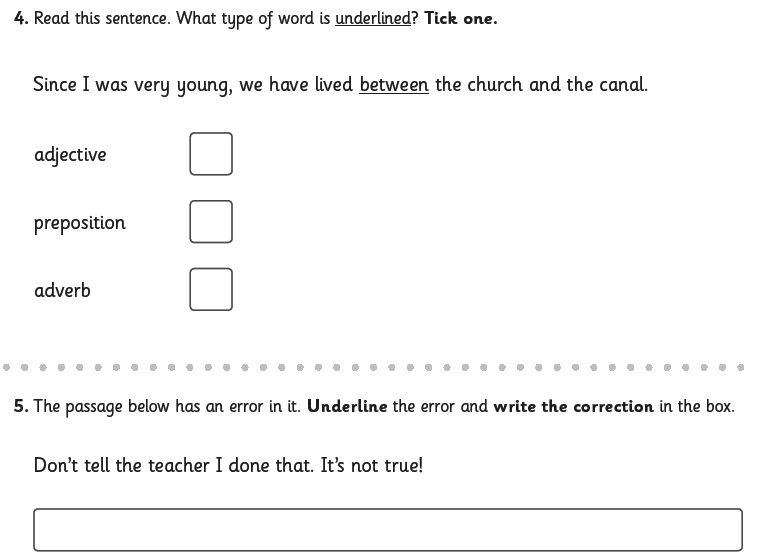 4. Read this sentence. What type of word is underlined? Tick one.
Since I was very young, we have lived between the church and the canal.
adjective
preposition
adverb
5. The passage below has an error in it. Underline the error and write the correction in the box.
Don't tell the teacher I done that. It's not true!